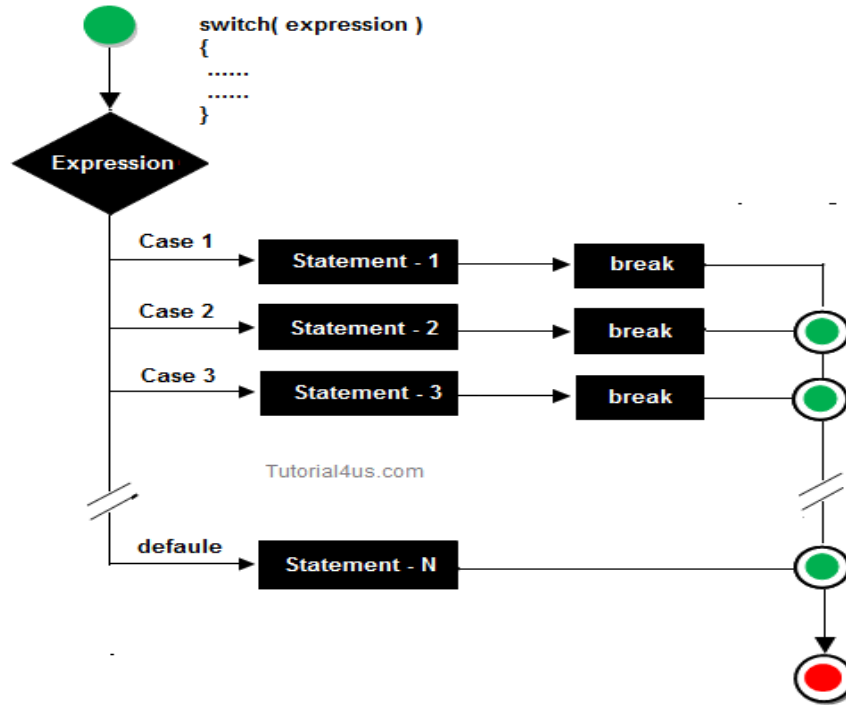 switch( expression )
{
......
......
}
Expression
Case 1
Statement - 1
break
Case 2
Statement - 2
break
Case 3
Statement - 3
break
Tutorial4us.com
defaule
Statement - N